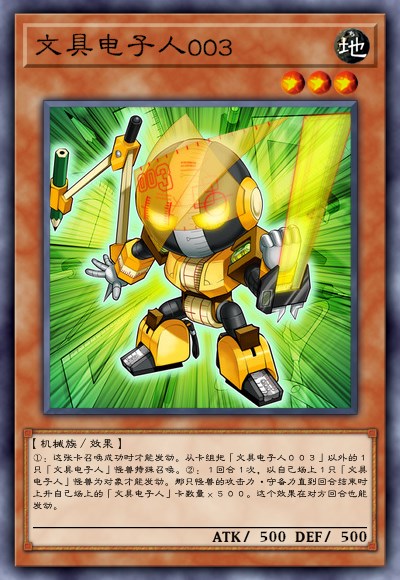 文具电子人003
地
003
【机械族/效果】
①：这张卡召唤成功时才能发动。从卡组把「文具电子人００３」以外的１
只「文具电子人」怪兽特殊召唤。②：１回合１次，以自己场上１只「文具
电子人」怪兽为对象才能发动。那只怪兽的攻击力·守备力直到回合结束时
上升自己场上的「文具电子人」卡数量×５００。这个效果在对方回合也能
发动。
ATK/ 500 DEF/ 500